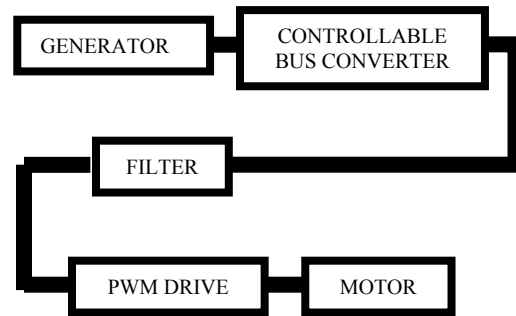 GENERATOR
CONTROLLABLE
BUS CONVERTER
FILTER
PWM DRIVE
MOTOR